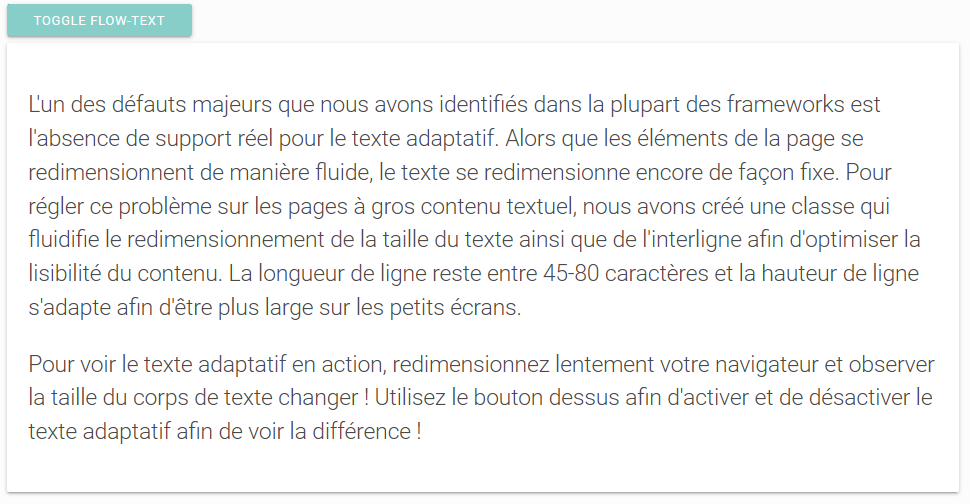 TOGGLE FLOW-TEXT
L'un des défauts majeurs que nous avons identifiés dans la plupart des frameworks est
l'absence de support réel pour le texte adaptatif. Alors que les éléments de la page se
redimensionnent de manière fluide, le texte se redimensionne encore de façon fixe. Pour
régler ce problème sur les pages à gros contenu textuel, nous avons créé une classe qui
fluidifie le redimensionnement de la taille du texte ainsi que de l'interligne afin d'optimiser la
lisibilité du contenu. La longueur de ligne reste entre 45-80 caractères et la hauteur de ligne
s'adapte afin d'être plus large sur les petits écrans.
Pour voir le texte adaptatif en action, redimensionnez lentement votre navigateur et observer
la taille du corps de texte changer ! Utilisez le bouton dessus afin d'activer et de désactiver le
texte adaptatif afin de voir la différence !